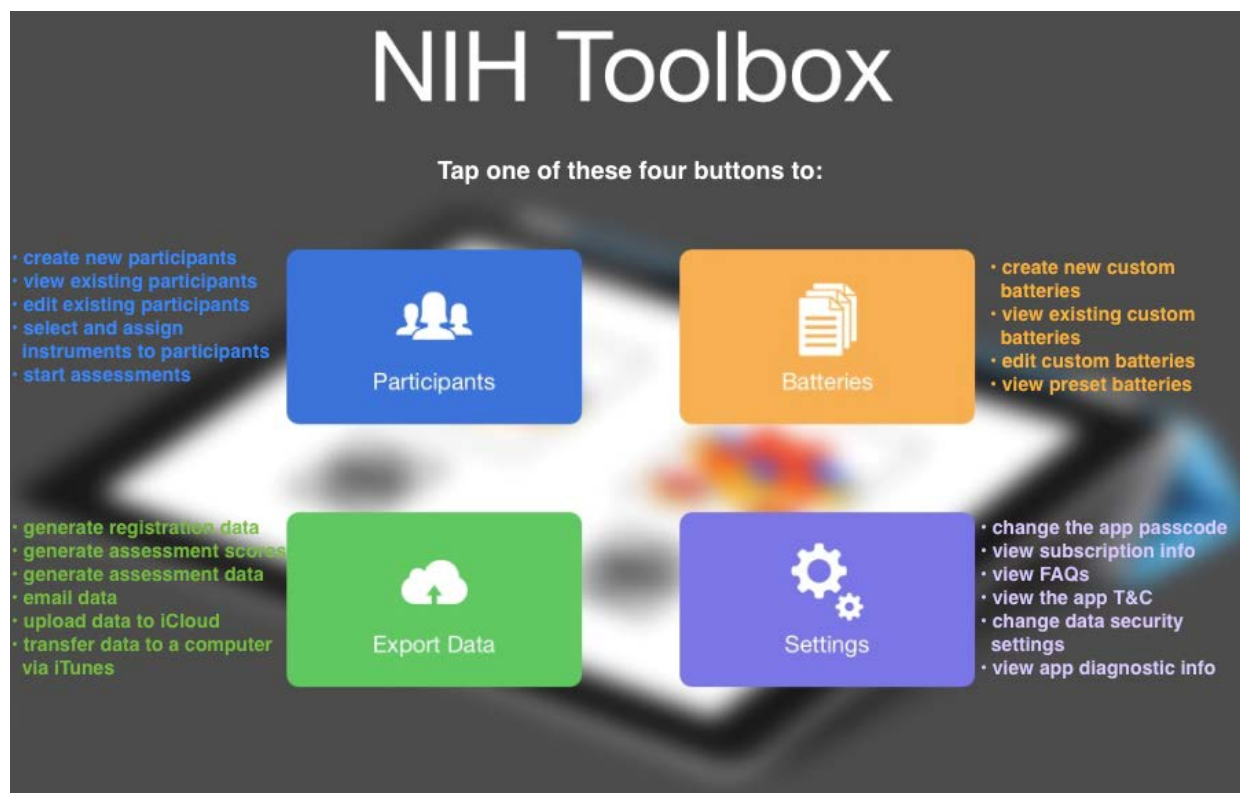 NIH Toolbox
Tap one of these four buttons to:
· create new participants
· view existing participants
· edit existing participants
· select and assign
instruments to participants
· start assessments
Participants
Batteries
· create new custom
batteries
· view existing custom
batteries
· edit custom batteries
· view preset batteries
· generate registration data
· generate assessment scores
· generate assessment data
· email data
· upload data to iCloud
· transfer data to a computer
via iTunes
Export Data
Settings
· change the app passcode
· view subscription info
· view FAQs
· view the app T&C
· change data security
settings
· view app diagnostic info